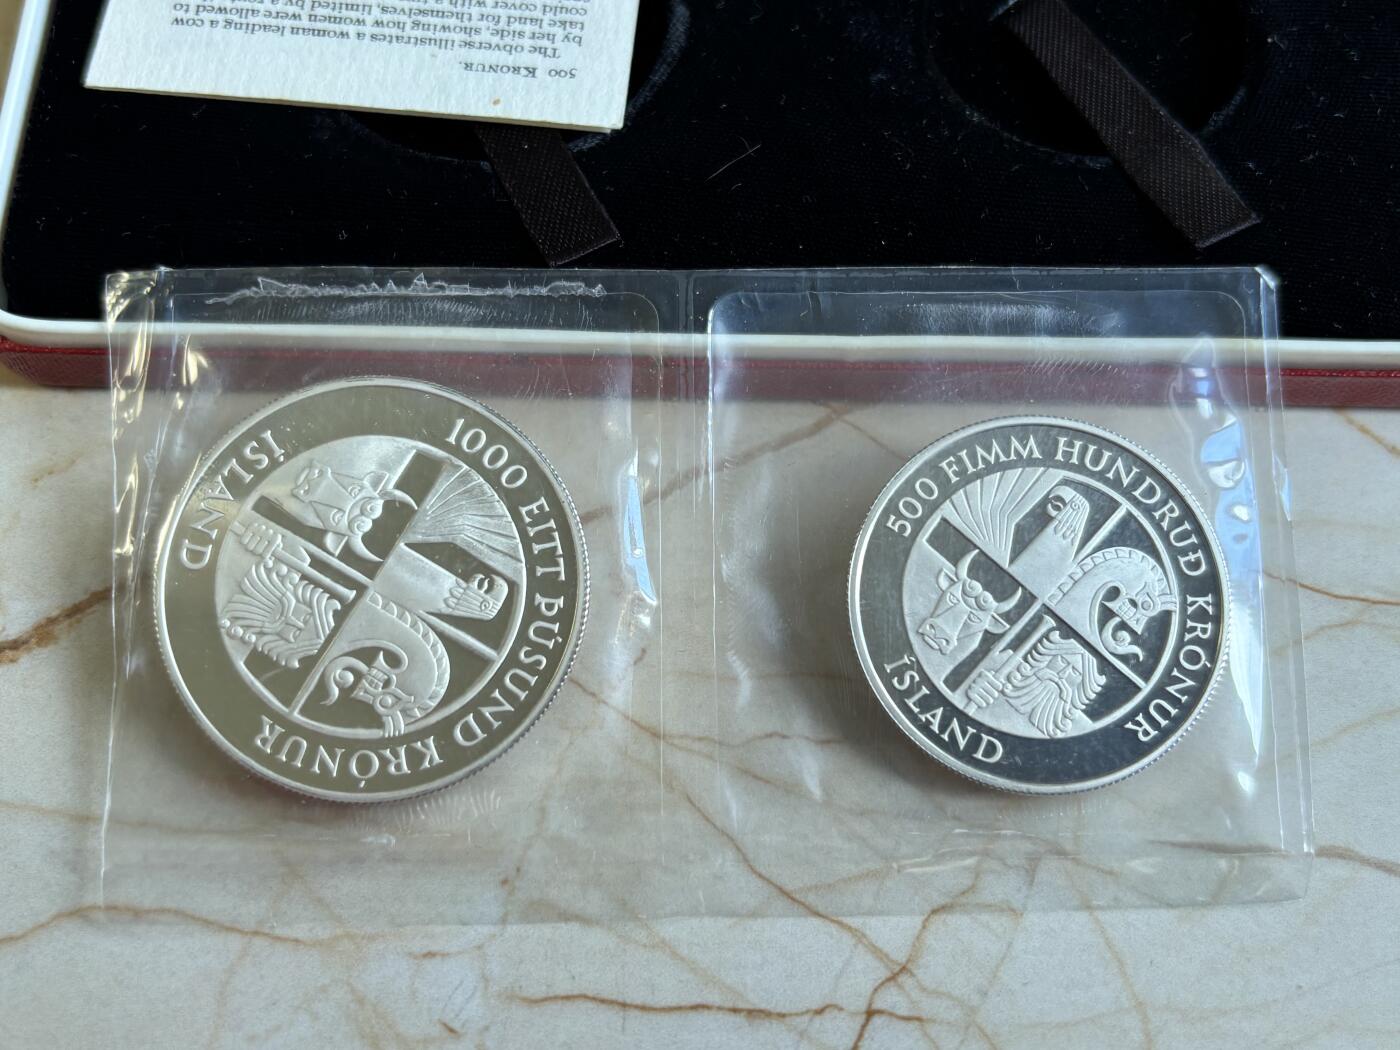 500 KRONUR.
The obverse illustrates a woman leading a cow
by her side, showing how women were allowed to
take land for themselves, limited by a
could cover with a
1000 EITT ÞÚSUND KRÓNUR
ÍSLAND
500 FIMM HUNDRUÐ KRÓNUR
ÍSLAND